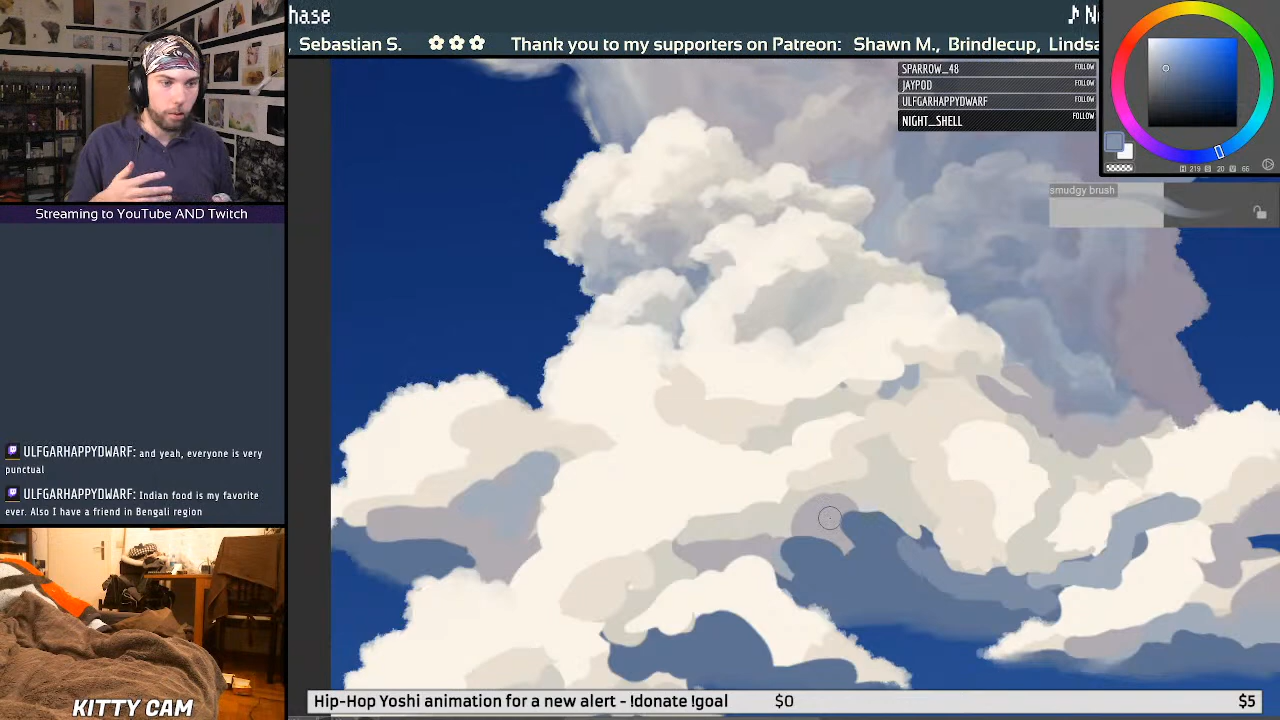 hase
♪ N
, Sebastian S. ✿ ✿ ✿ Thank you to my supporters on Patreon: Shawn M., Brindlecup, Lindsa
SPARROW_48 FOLLOW
JAYPOD FOLLOW
ULFGARHAPPYDWARF FOLLOW
NIGHT_SHELL FOLLOW
H 219 S 20 V 66
smudgy brush
Streaming to YouTube AND Twitch
ULFGARHAPPYDWARF: and yeah, everyone is very
punctual
ULFGARHAPPYDWARF: Indian food is my favorite
ever. Also I have a friend in Bengali region
KITTY CAM
Hip-Hop Yoshi animation for a new alert - !donate !goal $0 $5